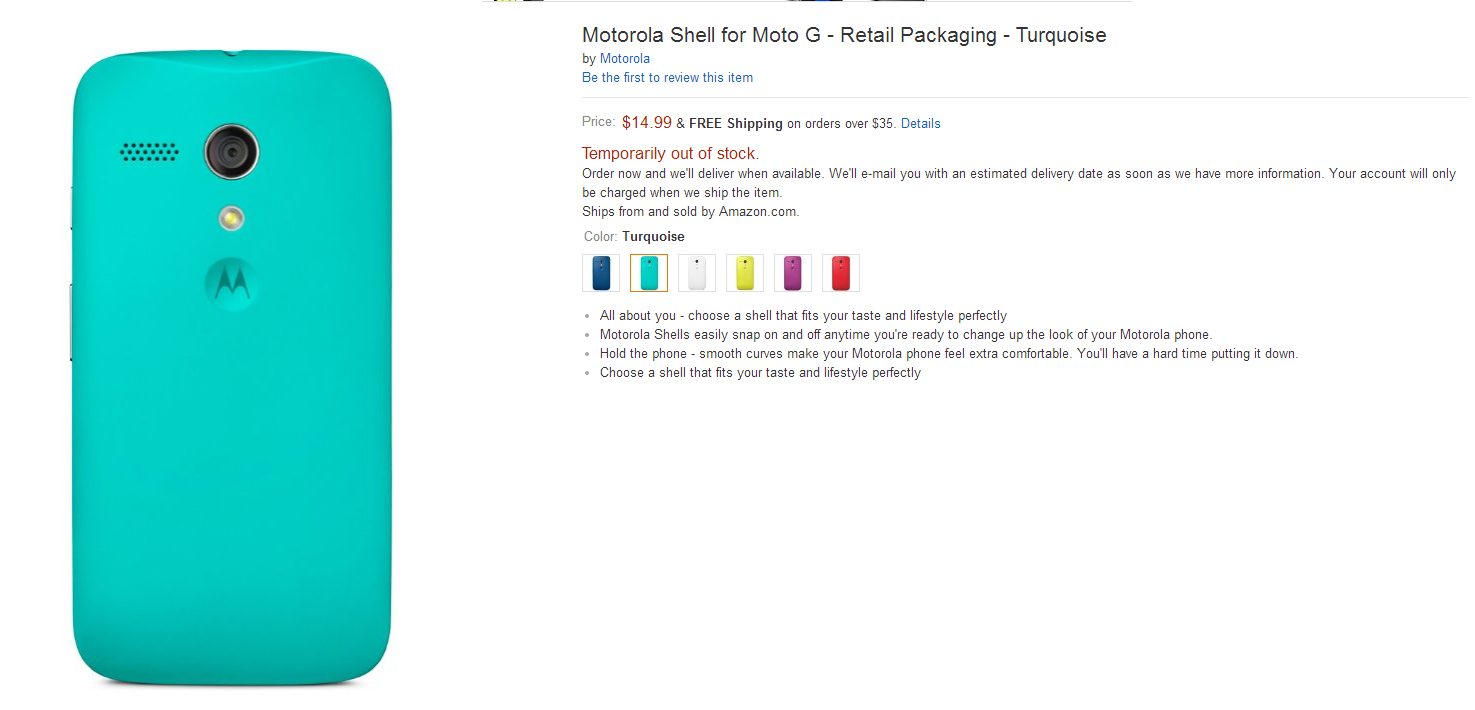 Motorola Shell for Moto G - Retail Packaging - Turquoise
by Motorola
Be the first to review this item
Price: $14.99 & FREE Shipping on orders over $35. Details
Temporarily out of stock.
Order now and we'll deliver when available. We'll e-mail you with an estimated delivery date as soon as we have more information. Your account will only
be charged when we ship the item.
Ships from and sold by Amazon.com.
Color: Turquoise
All about you - choose a shell that fits your taste and lifestyle perfectly
Motorola Shells easily snap on and off anytime you're ready to change up the look of your Motorola phone.
Hold the phone - smooth curves make your Motorola phone feel extra comfortable. You'll have a hard time putting it down.
Choose a shell that fits your taste and lifestyle perfectly